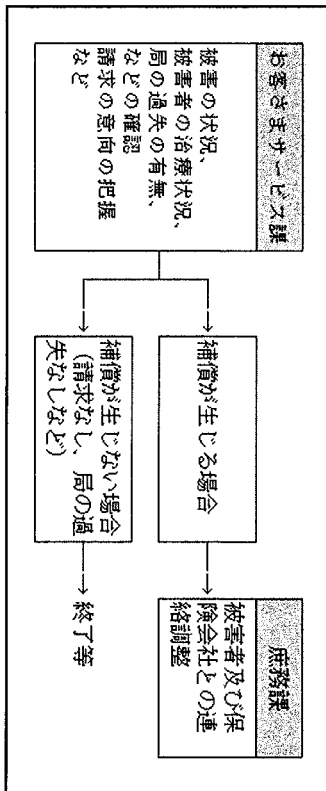 お客さまサービス課
被害の状況、
被害者の治療状況、
局の過失の有無、
などの確認
請求の意向の把握
など
補償が生じる場合
補償が生じない場合
(請求なし、局の過
失なしなど)
庶務課
被害者及び保
険会社との連
絡調整
終了等